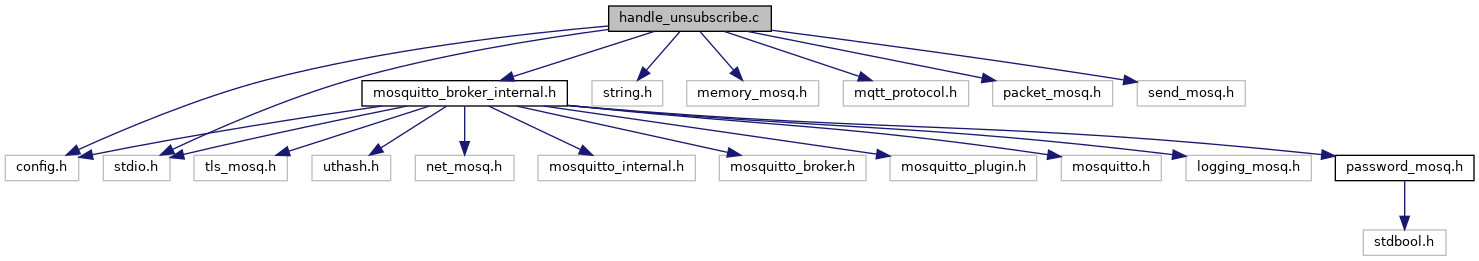 handle_unsubscribe.c
mosquitto_broker_internal.h
string.h
memory_mosq.h
mqtt_protocol.h
packet_mosq.h
send_mosq.h
config.h
stdio.h
tls_mosq.h
uthash.h
net_mosq.h
mosquitto_internal.h
mosquitto_broker.h
mosquitto_plugin.h
mosquitto.h
logging_mosq.h
password_mosq.h
stdbool.h